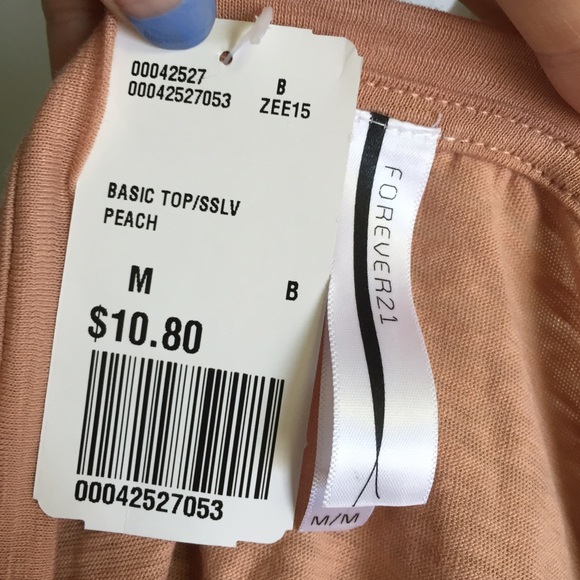 00042527
B
00042527053
ZEE15
BASIC TOP/SSLV
PEACH
M
B
$10.80
00042527053
FOREVER21
M/M